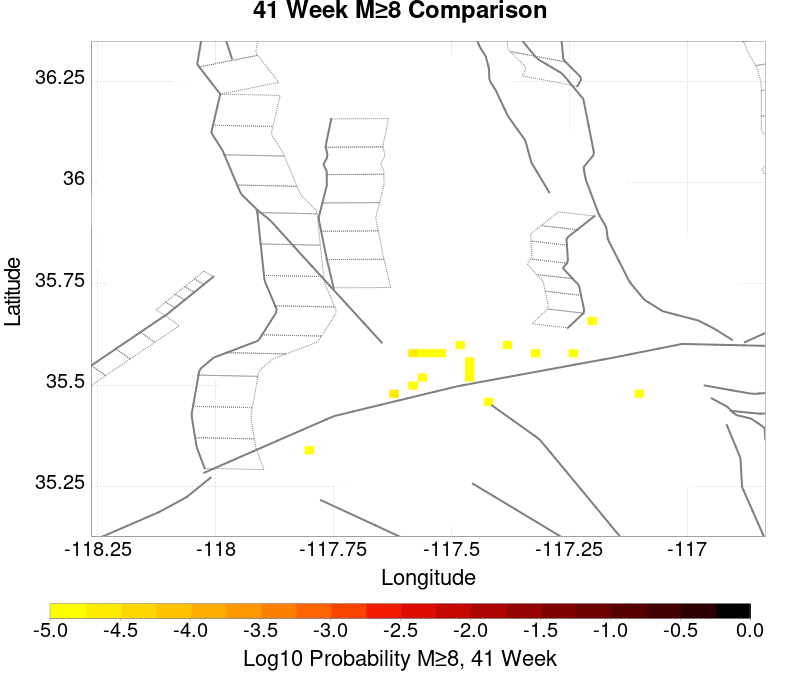 41 Week M≥8 Comparison
36.25
36
35.75
35.5
35.25
Latitude
-118.25 -118 -117.75 -117.5 -117.25 -117
Longitude
-5.0 -4.5 -4.0 -3.5 -3.0 -2.5 -2.0 -1.5 -1.0 -0.5 0.0
Log10 Probability M≥8, 41 Week